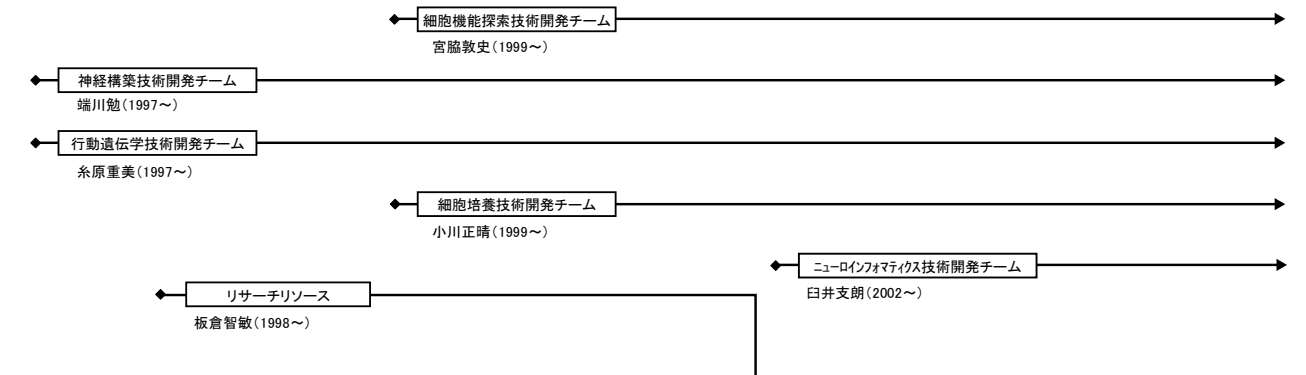 細胞機能探索技術開発チーム
宮脇敦史(1999～)
神経構築技術開発チーム
端川勉(1997～)
行動遺伝学技術開発チーム
糸原重美(1997～)
細胞培養技術開発チーム
小川正晴(1999～)
ﾆｭｰﾛｲﾝﾌｫﾏﾃｨｸｽ技術開発チーム
臼井支朗(2002～)
リサーチリソース
板倉智敏(1998～)